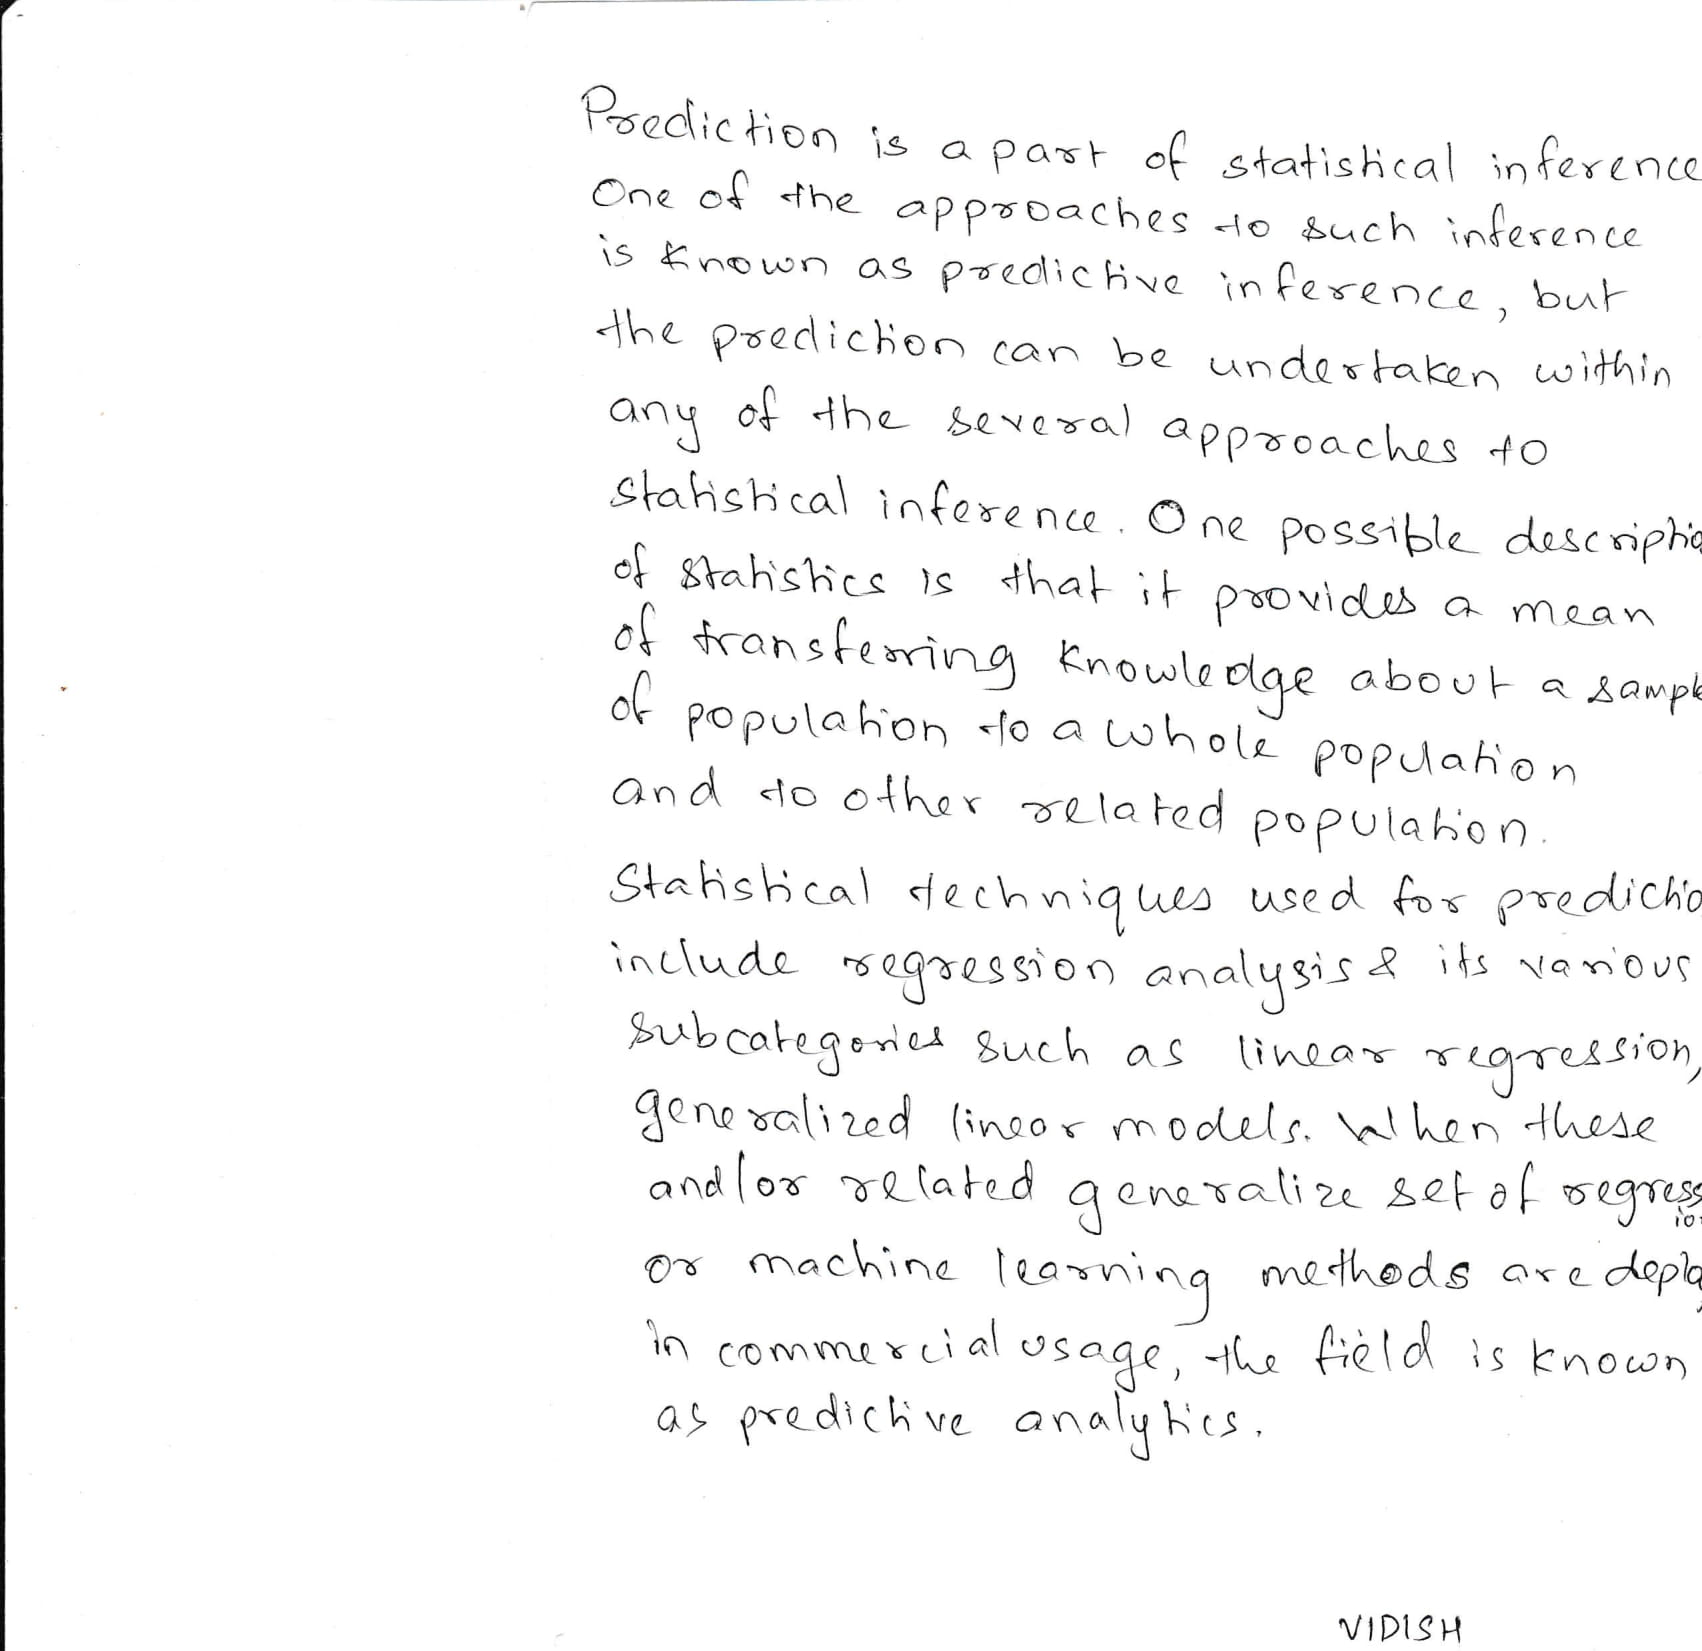 Prediction is a part of statistical inference
One of the approaches to such inference
is known as predictive inference, but
the prediction can be undertaken within
any of the several approaches to
statistical inference. One possible descriptio
of statistics is that it provides a mean
of transferring knowledge about a sample
of population to a whole population
and to other related population.
Statistical techniques used for predictio
include regression analysis & its various
subcategories such as linear regression,
generalized linear models. When these
and/or related generalize set of regress
ion
or machine learning methods are deplo
in commercial usage, the field is known
as predictive analytics.
VIDISH